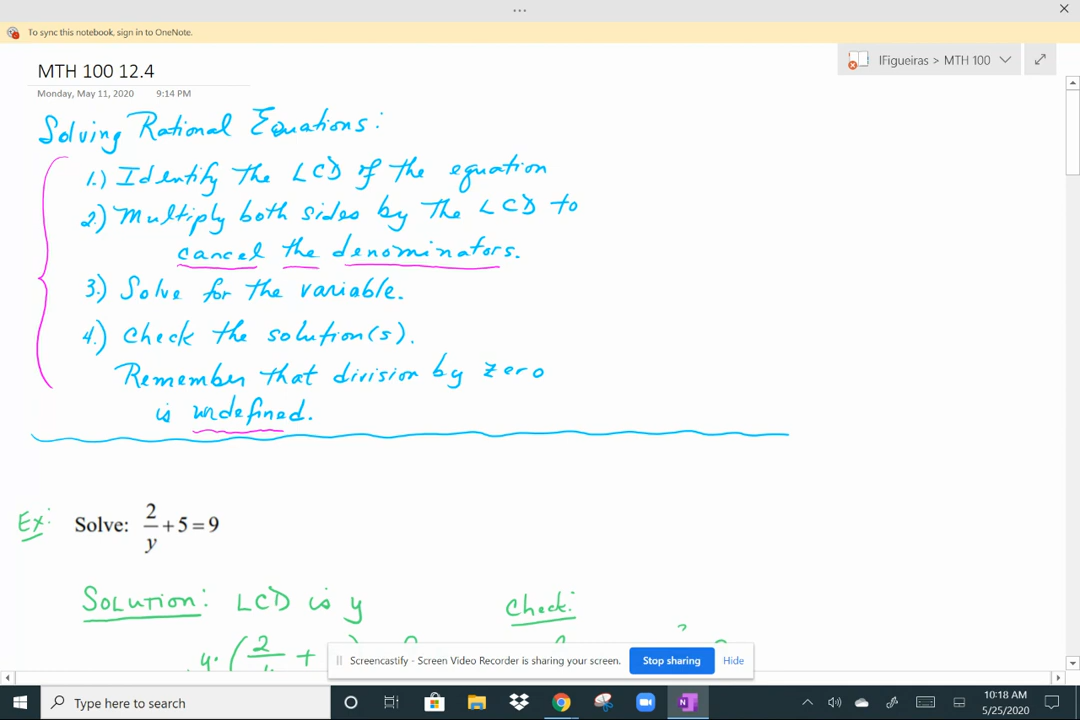 To sync this notebook, sign in to OneNote.
IFigueiras > MTH 100
MTH 100 12.4
Monday, May 11, 2020 9:14 PM
Solving Rational Equations:
1.) Identify the LCD of the equation
2.) Multiply both sides by the LCD to
cancel the denominators.
3.) Solve for the variable.
4.) Check the solution(s).
Remember that division by zero
is undefined.
Ex: Solve: 2/y + 5 = 9
Solution: LCD is y
Check:
y· ( 2 +
Screencastify - Screen Video Recorder is sharing your screen. Stop sharing Hide
Type here to search
10:18 AM
5/25/2020